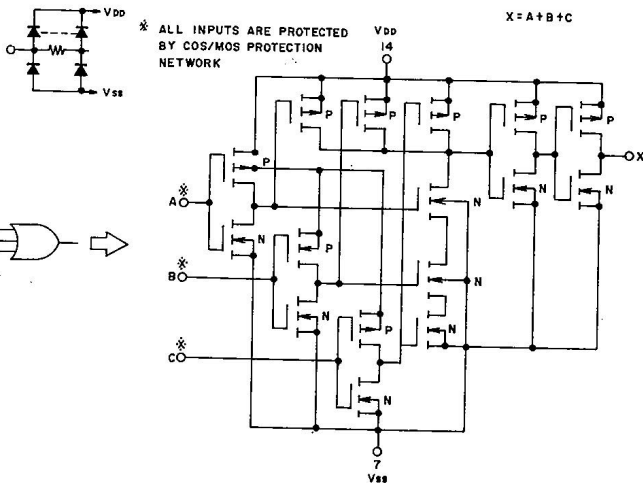 VDD
VSS
※ ALL INPUTS ARE PROTECTED
BY COS/MOS PROTECTION
NETWORK
VDD
14
X=A+B+C
P
P
P
P
P
P
X
A※
N
N
N
N
P
B※
N
N
P
N
C※
N
7
VSS